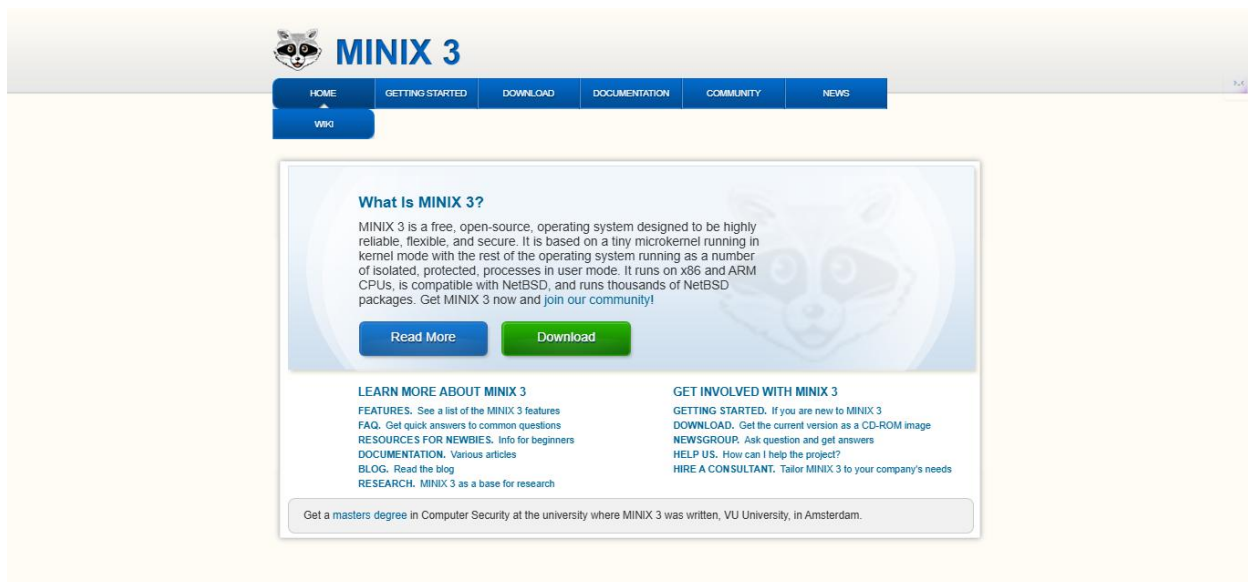 MINIX 3
HOME GETTING STARTED DOWNLOAD DOCUMENTATION COMMUNITY NEWS
WIKI
What Is MINIX 3?
MINIX 3 is a free, open-source, operating system designed to be highly
reliable, flexible, and secure. It is based on a tiny microkernel running in
kernel mode with the rest of the operating system running as a number
of isolated, protected, processes in user mode. It runs on x86 and ARM
CPUs, is compatible with NetBSD, and runs thousands of NetBSD
packages. Get MINIX 3 now and join our community!
Read More Download
LEARN MORE ABOUT MINIX 3
FEATURES. See a list of the MINIX 3 features
FAQ. Get quick answers to common questions
RESOURCES FOR NEWBIES. Info for beginners
DOCUMENTATION. Various articles
BLOG. Read the blog
RESEARCH. MINIX 3 as a base for research
GET INVOLVED WITH MINIX 3
GETTING STARTED. If you are new to MINIX 3
DOWNLOAD. Get the current version as a CD-ROM image
NEWSGROUP. Ask question and get answers
HELP US. How can I help the project?
HIRE A CONSULTANT. Tailor MINIX 3 to your company's needs
Get a masters degree in Computer Security at the university where MINIX 3 was written, VU University, in Amsterdam.